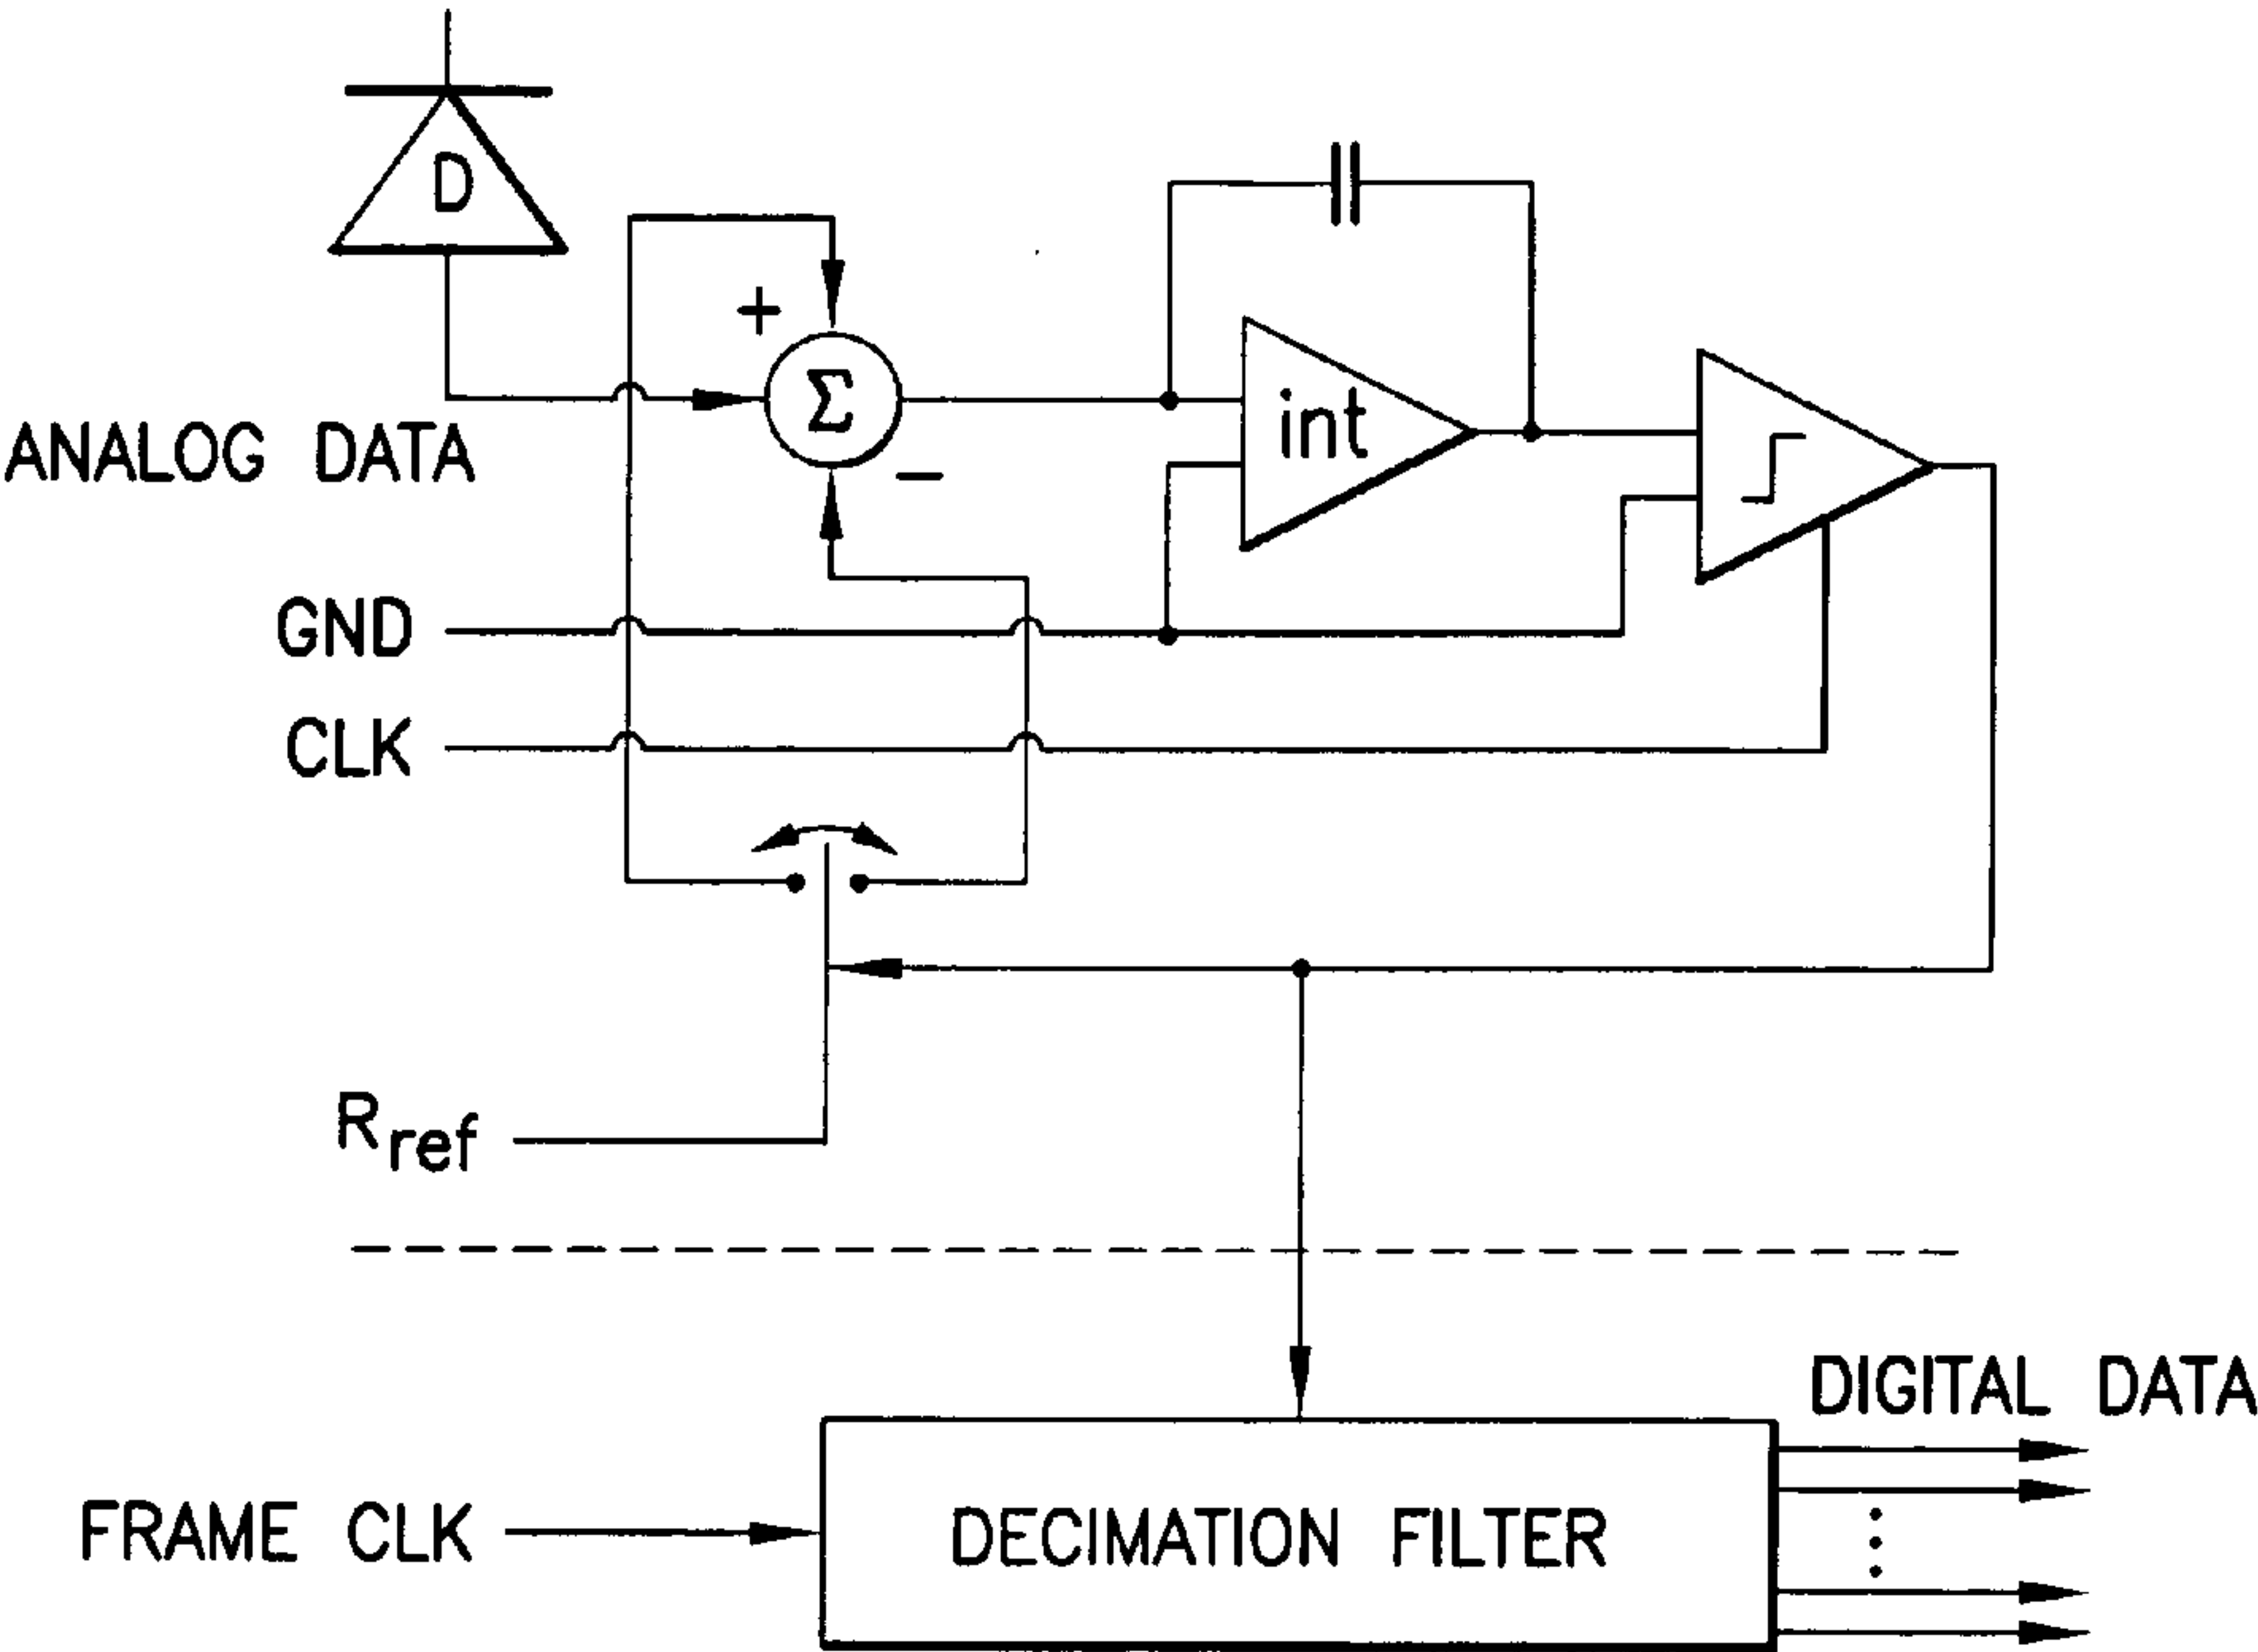 D
+
Σ
−
int
ANALOG DATA
GND
CLK
Rref
DIGITAL DATA
FRAME CLK
DECIMATION FILTER